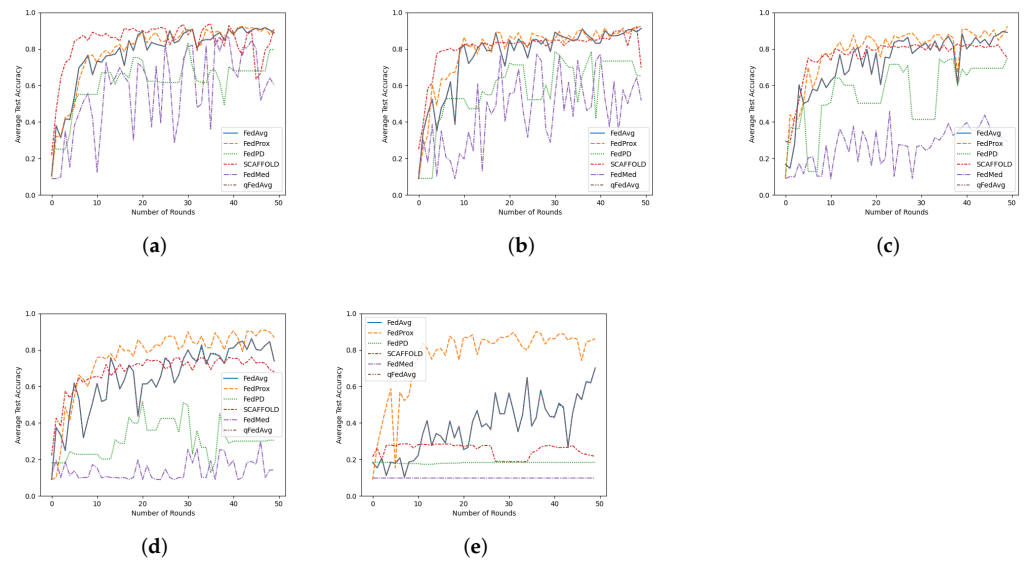 1.0
0.8
0.6
0.4
0.2
0.0
Average Test Accuracy
FedAvg
FedProx
FedPD
SCAFFOLD
FedMed
qFedAvg
0 10 20 30 40 50
Number of Rounds
(a)
1.0
0.8
0.6
0.4
0.2
0.0
Average Test Accuracy
FedAvg
FedProx
FedPD
SCAFFOLD
FedMed
qFedAvg
0 10 20 30 40 50
Number of Rounds
(b)
1.0
0.8
0.6
0.4
0.2
0.0
Average Test Accuracy
FedAvg
FedProx
FedPD
SCAFFOLD
FedMed
qFedAvg
0 10 20 30 40 50
Number of Rounds
(c)
1.0
0.8
0.6
0.4
0.2
0.0
Average Test Accuracy
FedAvg
FedProx
FedPD
SCAFFOLD
FedMed
qFedAvg
0 10 20 30 40 50
Number of Rounds
(d)
1.0
0.8
0.6
0.4
0.2
0.0
Average Test Accuracy
FedAvg
FedProx
FedPD
SCAFFOLD
FedMed
qFedAvg
0 10 20 30 40 50
Number of Rounds
(e)